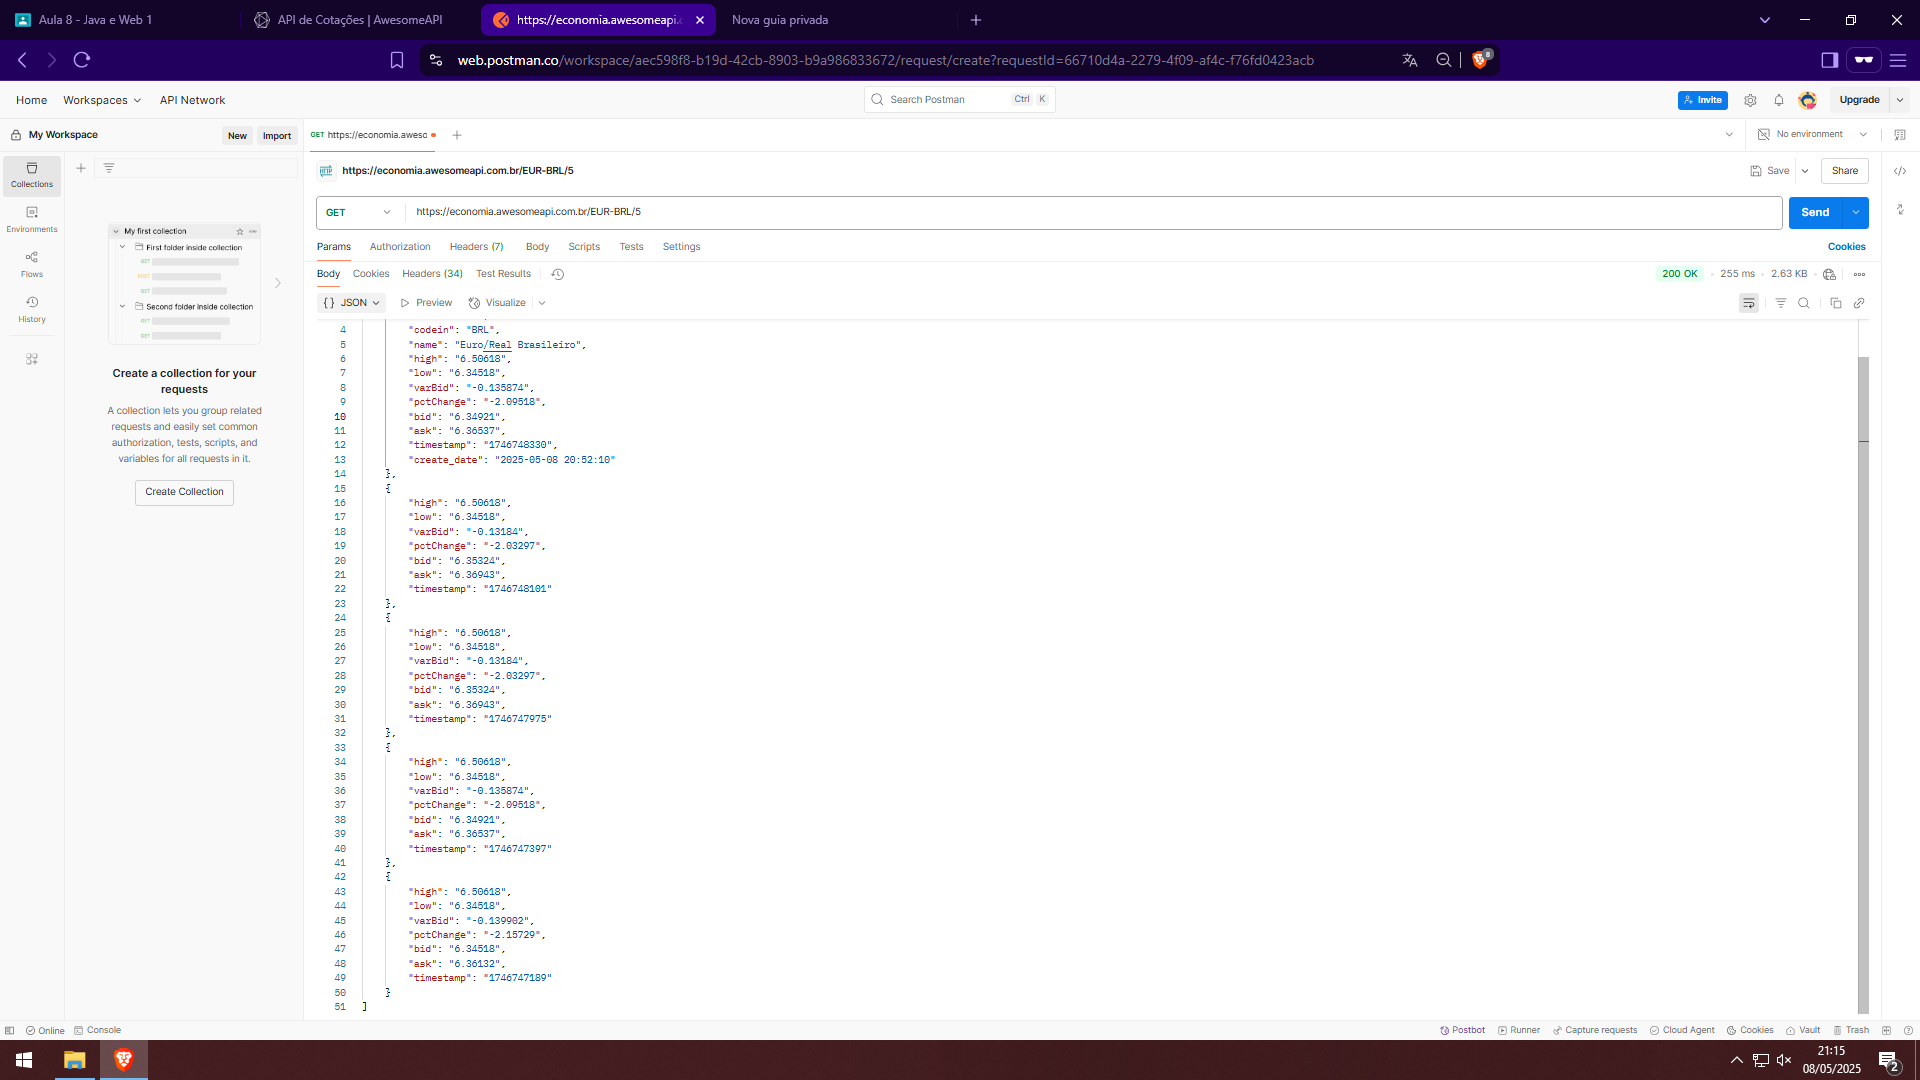 Aula 8 - Java e Web 1
API de Cotações | AwesomeAPI
https://economia.awesomeapi.c
Nova guia privada
web.postman.co/workspace/aec598f8-b19d-42cb-8903-b9a986833672/request/create?requestId=66710d4a-2279-4f09-af4c-f76fd0423acb
8
Home
Workspaces
API Network
Search Postman
Ctrl
K
Invite
Upgrade
My Workspace
New
Import
GET https://economia.aweso
No environment
Collections
Environments
Flows
History
My first collection
First folder inside collection
GET
POST
GET
Second folder inside collection
GET
GET
Create a collection for your
requests
A collection lets you group related
requests and easily set common
authorization, tests, scripts, and
variables for all requests in it.
Create Collection
HTTP
https://economia.awesomeapi.com.br/EUR-BRL/5
Save
Share
GET
https://economia.awesomeapi.com.br/EUR-BRL/5
Send
Params
Authorization
Headers (7)
Body
Scripts
Tests
Settings
Cookies
Body
Cookies
Headers (34)
Test Results
200 OK
255 ms
2.63 KB
{} JSON
Preview
Visualize
4 "codein": "BRL",
5 "name": "Euro/Real Brasileiro",
6 "high": "6.50618",
7 "low": "6.34518",
8 "varBid": "-0.135874",
9 "pctChange": "-2.09518",
10 "bid": "6.34921",
11 "ask": "6.36537",
12 "timestamp": "1746748330",
13 "create_date": "2025-05-08 20:52:10"
14 },
15 {
16 "high": "6.50618",
17 "low": "6.34518",
18 "varBid": "-0.13184",
19 "pctChange": "-2.03297",
20 "bid": "6.35324",
21 "ask": "6.36943",
22 "timestamp": "1746748101"
23 },
24 {
25 "high": "6.50618",
26 "low": "6.34518",
27 "varBid": "-0.13184",
28 "pctChange": "-2.03297",
29 "bid": "6.35324",
30 "ask": "6.36943",
31 "timestamp": "1746747975"
32 },
33 {
34 "high": "6.50618",
35 "low": "6.34518",
36 "varBid": "-0.135874",
37 "pctChange": "-2.09518",
38 "bid": "6.34921",
39 "ask": "6.36537",
40 "timestamp": "1746747397"
41 },
42 {
43 "high": "6.50618",
44 "low": "6.34518",
45 "varBid": "-0.139902",
46 "pctChange": "-2.15729",
47 "bid": "6.34518",
48 "ask": "6.36132",
49 "timestamp": "1746747189"
50 }
51 ]
Online
Console
Postbot
Runner
Capture requests
Cloud Agent
Cookies
Vault
Trash
21:15
08/05/2025
2